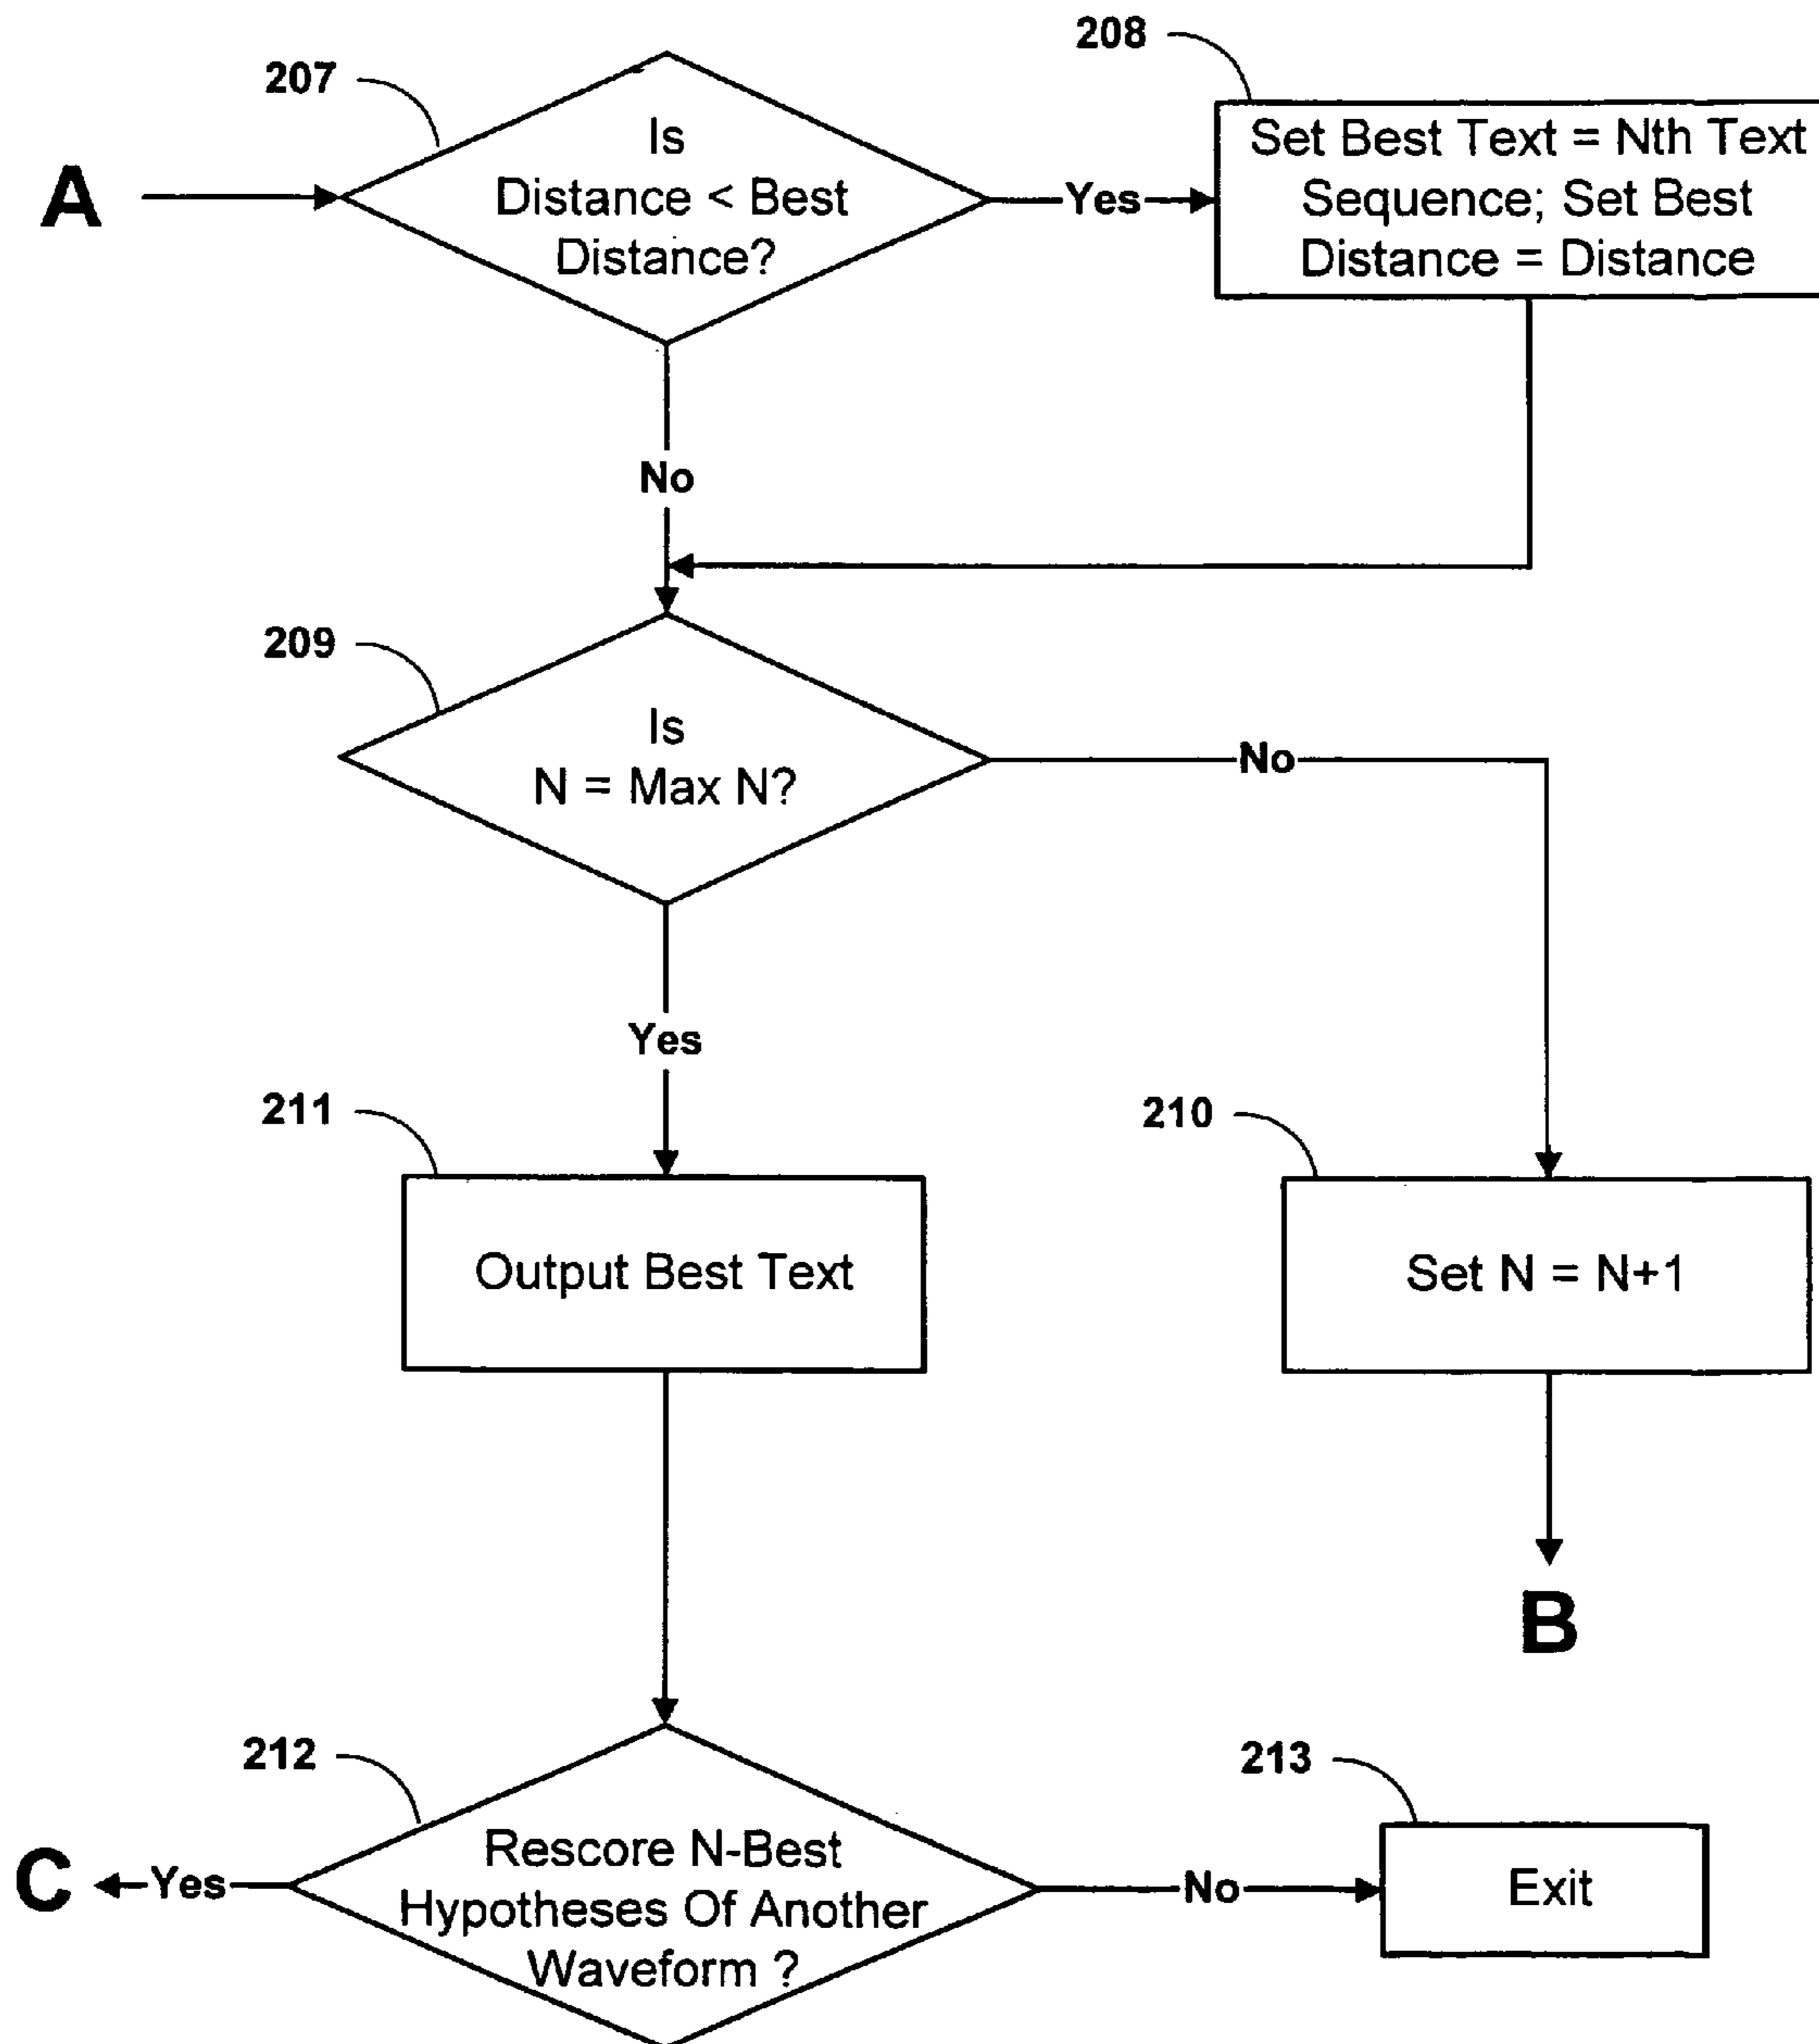 207
208
Is
Distance < Best
Distance?
A
Yes
Set Best Text = Nth Text
Sequence; Set Best
Distance = Distance
No
209
Is
N = Max N?
No
Yes
211
210
Output Best Text
Set N = N+1
B
212
213
Rescore N-Best
Hypotheses Of Another
Waveform ?
C
Yes
No
Exit